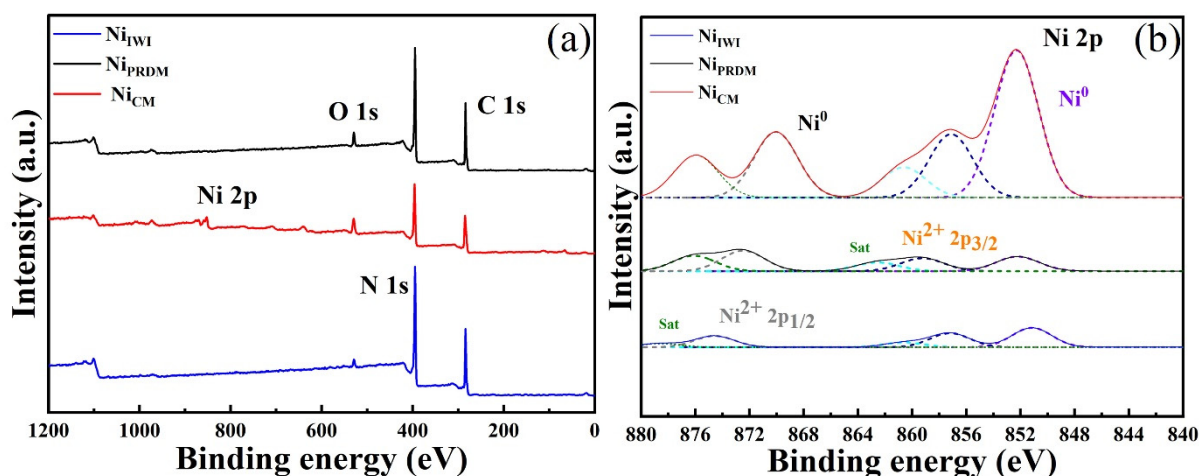 (a)
Ni_IWI
Ni_PRDM
Ni_CM
O 1s
C 1s
Ni 2p
N 1s
Intensity (a.u.)
1200 1000 800 600 400 200 0
Binding energy (eV)
(b)
Ni_IWI
Ni_PRDM
Ni_CM
Ni 2p
Ni⁰
Ni⁰
Sat
Ni²⁺ 2p₃/₂
Sat
Ni²⁺ 2p₁/₂
Intensity (a.u.)
880 876 872 868 864 860 856 852 848 844 840
Binding energy (eV)